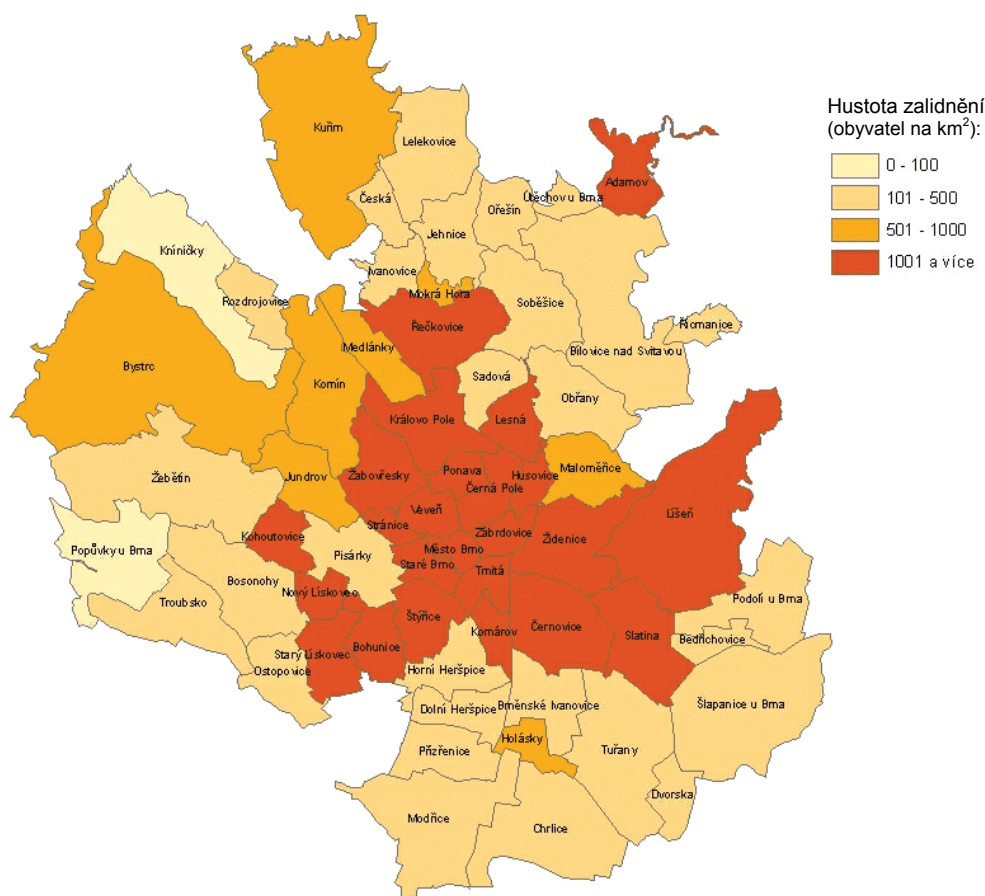 Hustota zalidnění
(obyvatel na km²):
0 - 100
101 - 500
501 - 1000
1001 a více
Kuřim
Lelekovice
Adamov
Česká
Útěchov u Brna
Ořešín
Jehnice
Kníničky
Ivanovice
Mokrá Hora
Rozdrojovice
Soběšice
Řečkovice
Řícmanice
Medlánky
Bílovice nad Svitavou
Bystrc
Sadová
Komín
Obřany
Královo Pole
Lesná
Žebětín
Jundrov
Žabovřesky
Ponava
Husovice
Maloměřice
Černá Pole
Veveří
Líšeň
Stránice
Zábrdovice
Židenice
Kohoutovice
Pisárky
Město Brno
Popůvky u Brna
Staré Brno
Trnitá
Bosonohy
Nový Lískovec
Troubsko
Podolí u Brna
Štýřice
Komárov
Černovice
Slatina
Bedřichovice
Starý Lískovec
Bohunice
Ostopovice
Horní Heršpice
Šlapanice u Brna
Dolní Heršpice
Brněnské Ivanovice
Holásky
Přízřenice
Tuřany
Dvorska
Modřice
Chrlice